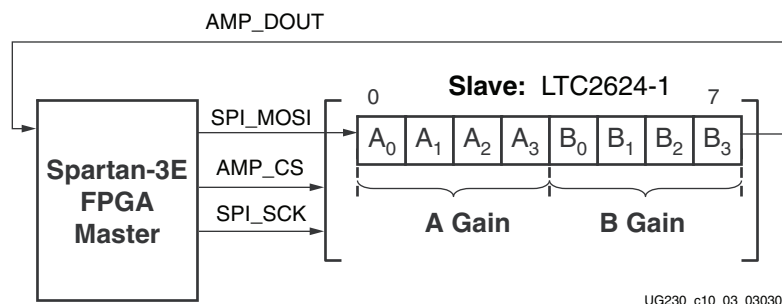 AMP_DOUT
Slave: LTC2624-1
0 7
SPI_MOSI
A0 A1 A2 A3 B0 B1 B2 B3
Spartan-3E
FPGA
Master
AMP_CS
SPI_SCK
A Gain B Gain
UG230_c10_03_03030